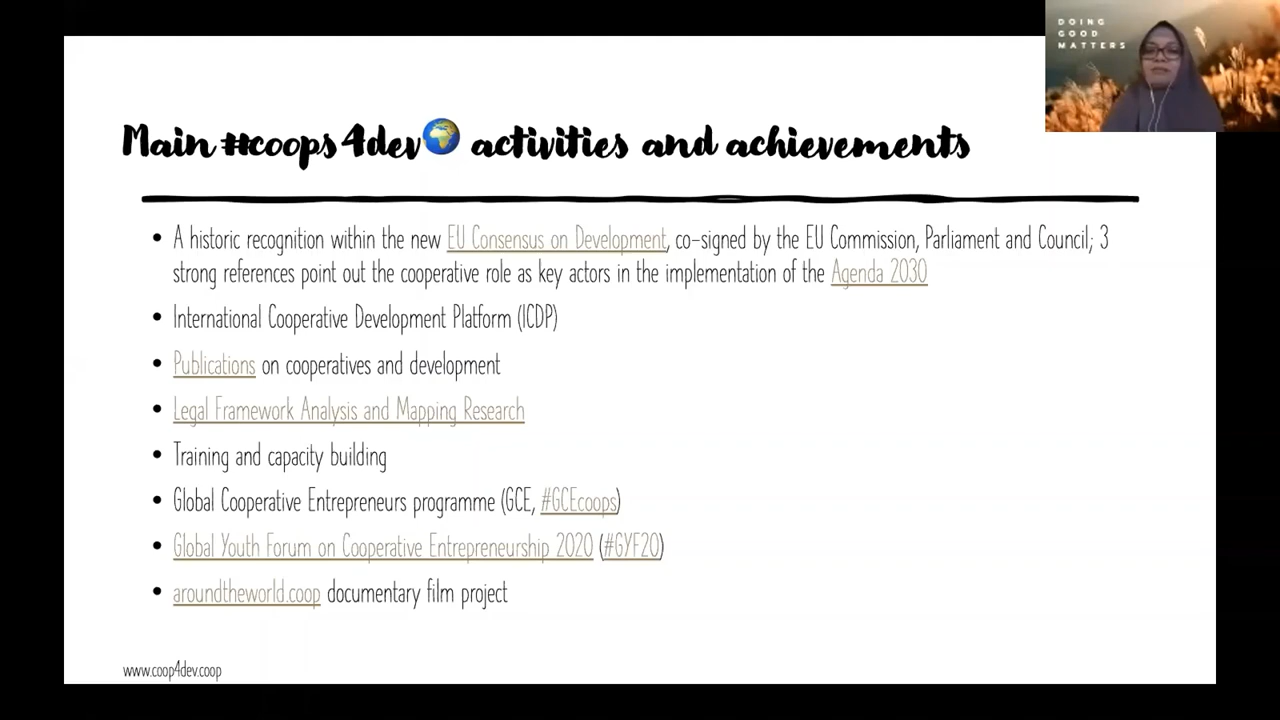 DOING
GOOD
MATTERS
Main #coops4dev🌍 activities and achievements
• A historic recognition within the new EU Consensus on Development, co-signed by the EU Commission, Parliament and Council; 3
strong references point out the cooperative role as key actors in the implementation of the Agenda 2030
• International Cooperative Development Platform (ICDP)
• Publications on cooperatives and development
• Legal Framework Analysis and Mapping Research
• Training and capacity building
• Global Cooperative Entrepreneurs programme (GCE, #GCEcoops)
• Global Youth Forum on Cooperative Entrepreneurship 2020 (#GYF20)
• aroundtheworld.coop documentary film project
www.coop4dev.coop